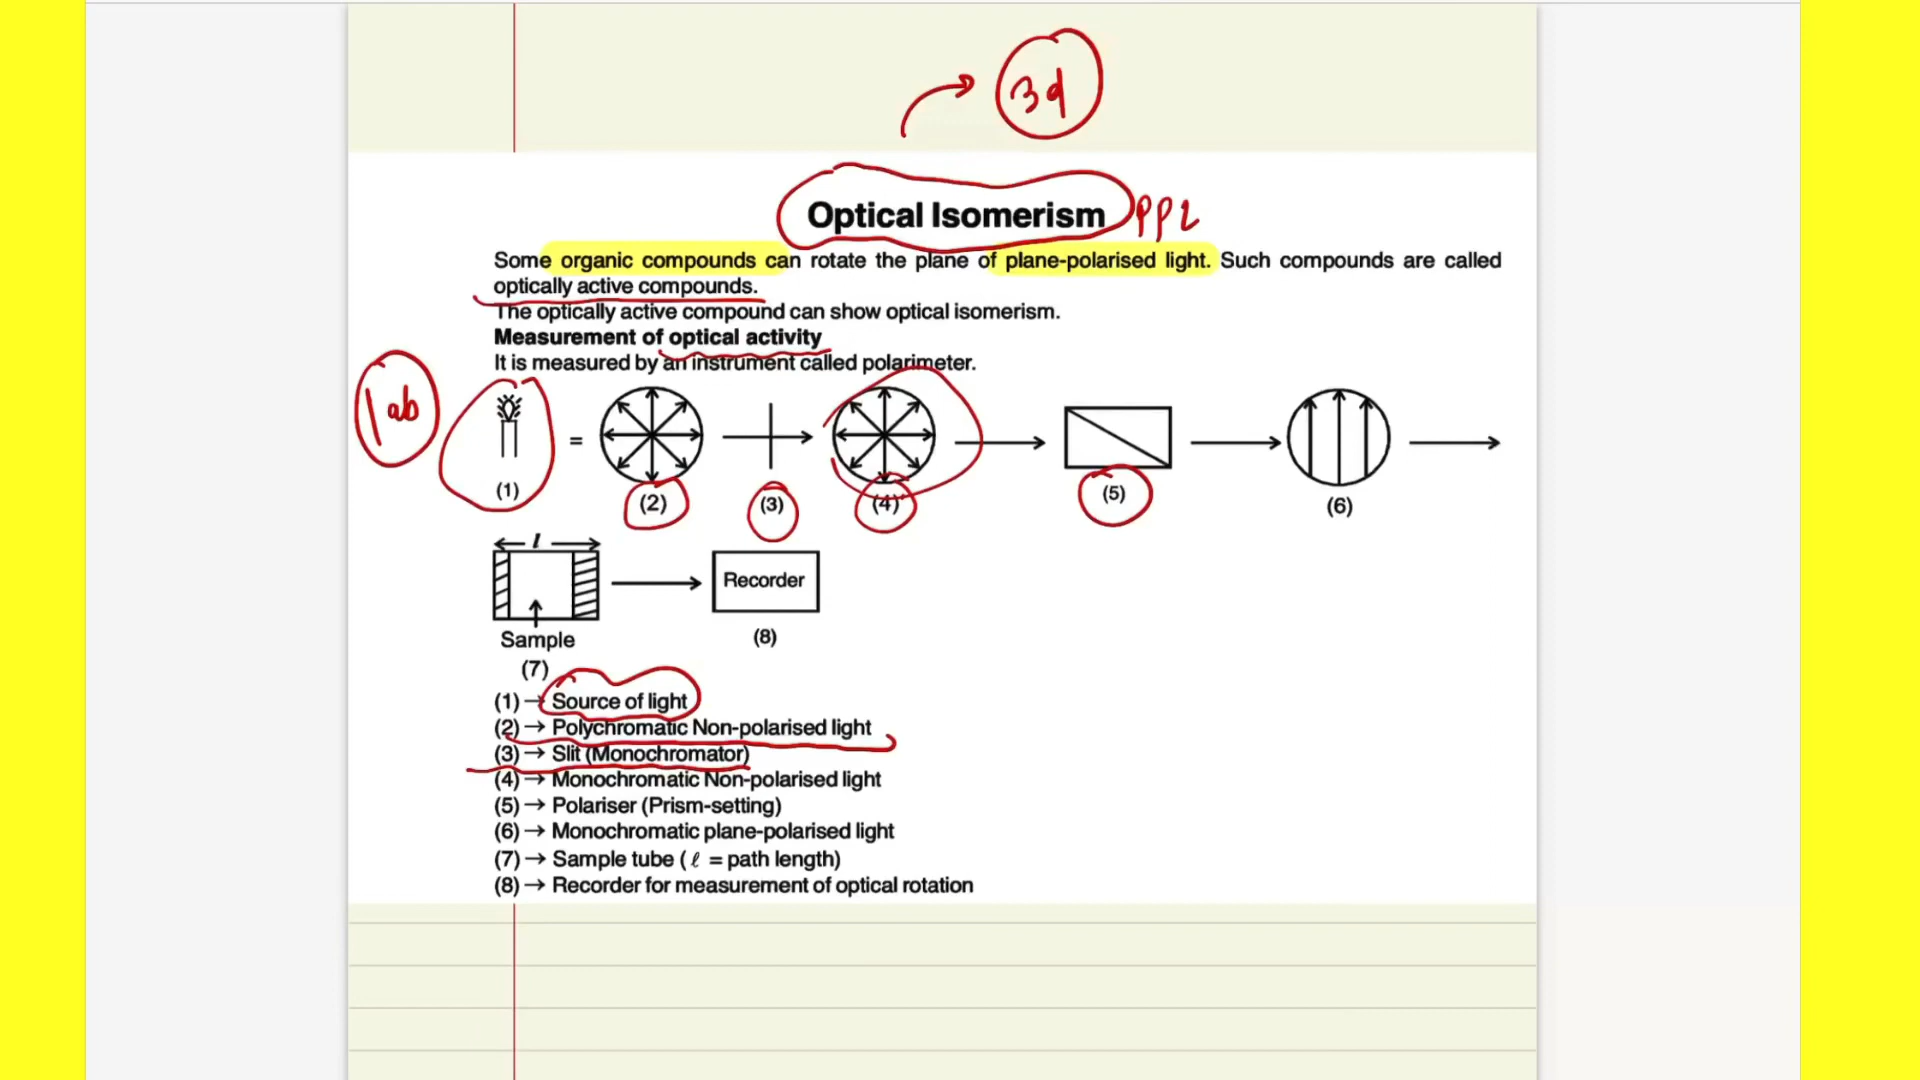 3d
Optical Isomerism PPL
Some organic compounds can rotate the plane of plane-polarised light. Such compounds are called
optically active compounds.
The optically active compound can show optical isomerism.
Measurement of optical activity
It is measured by an instrument called polarimeter.
lab
=
(1)
(2)
(3)
(4)
(5)
(6)
l
Recorder
Sample
(8)
(7)
(1) → Source of light
(2) → Polychromatic Non-polarised light
(3) → Slit (Monochromator)
(4) → Monochromatic Non-polarised light
(5) → Polariser (Prism-setting)
(6) → Monochromatic plane-polarised light
(7) → Sample tube ( ℓ = path length)
(8) → Recorder for measurement of optical rotation